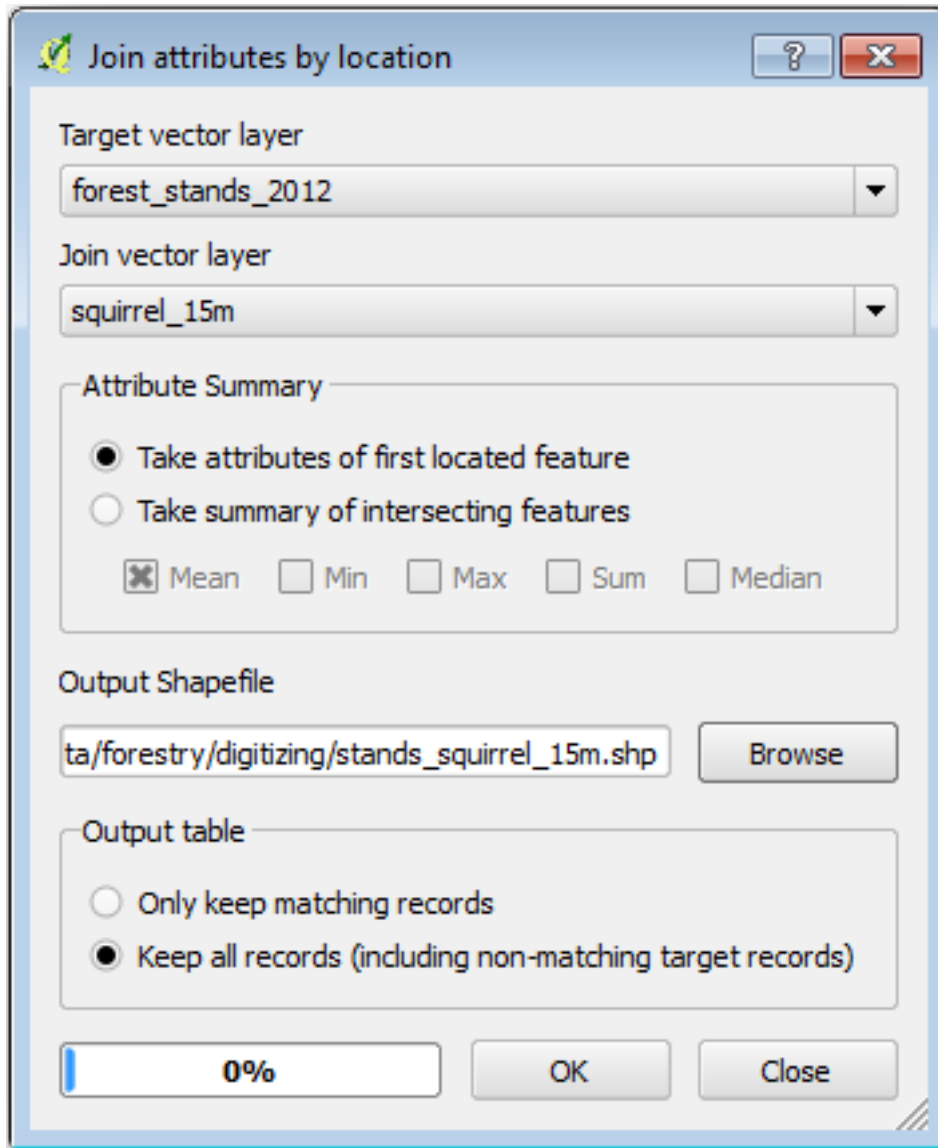 Join attributes by location
?
Target vector layer
forest_stands_2012
Join vector layer
squirrel_15m
Attribute Summary
Take attributes of first located feature
Take summary of intersecting features
Mean Min Max Sum Median
Output Shapefile
ta/forestry/digitizing/stands_squirrel_15m.shp Browse
Output table
Only keep matching records
Keep all records (including non-matching target records)
0% OK Close